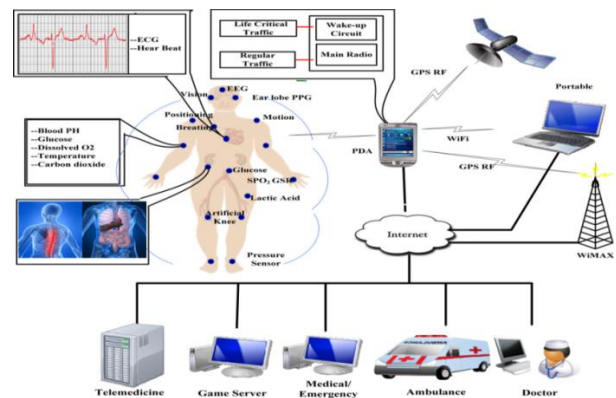 --ECG
--Hear Beat
Life Critical
Traffic
Wake-up
Circuit
Regular
Traffic
Main Radio
EEG
Vision
Ear lobe PPG
Positioning
Motion
Breating
--Blood PH
--Glucose
--Dissolved O2
--Temperature
--Carbon dioxide
Glucose
SPO2 GSR
Lactic Acid
Artificial
Knee
Pressure
Sensor
PDA
GPS RF
WiFi
GPS RF
Portable
WiMAX
Internet
Telemedicine
Game Server
Medical/
Emergency
Ambulance
Doctor